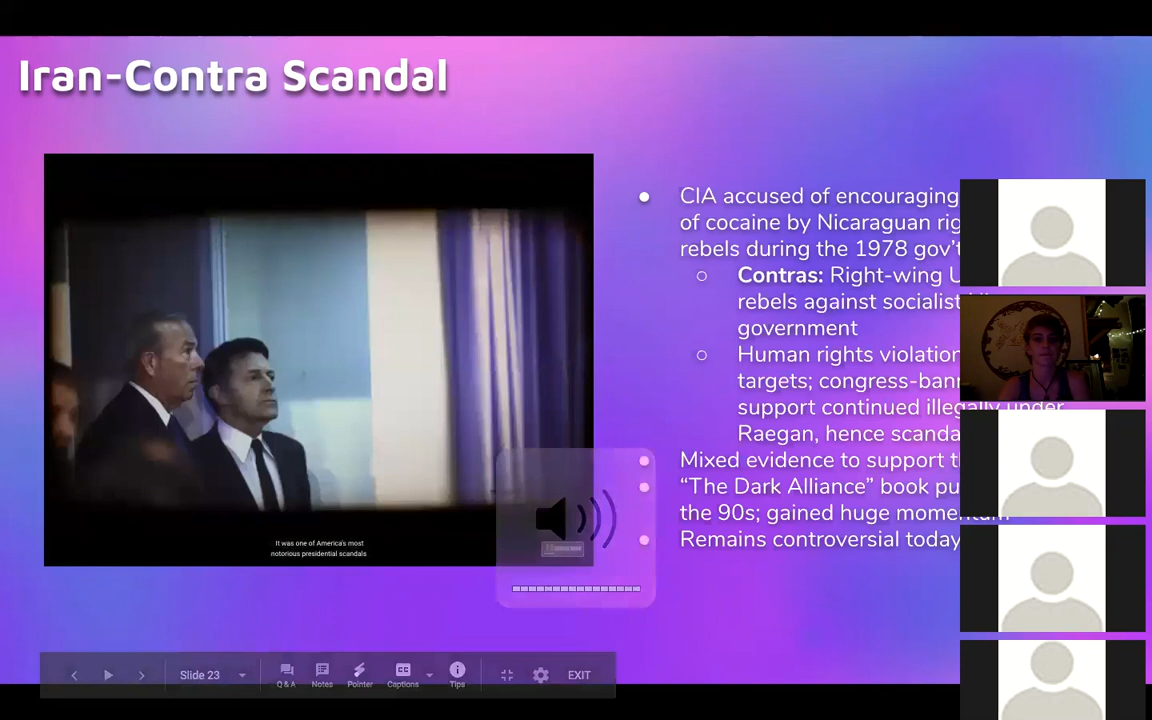 Iran-Contra Scandal
CIA accused of encouraging
of cocaine by Nicaraguan rig
rebels during the 1978 gov't
Contras: Right-wing U
rebels against socialist
government
Human rights violation
targets; congress-ban
support continued illegally under
Raegan, hence scanda
Mixed evidence to support t
"The Dark Alliance" book pu
the 90s; gained huge momentum
Remains controversial today
It was one of America's most
notorious presidential scandals
Slide 23
Q & A
Notes
Pointer
CC
Captions
Tips
EXIT